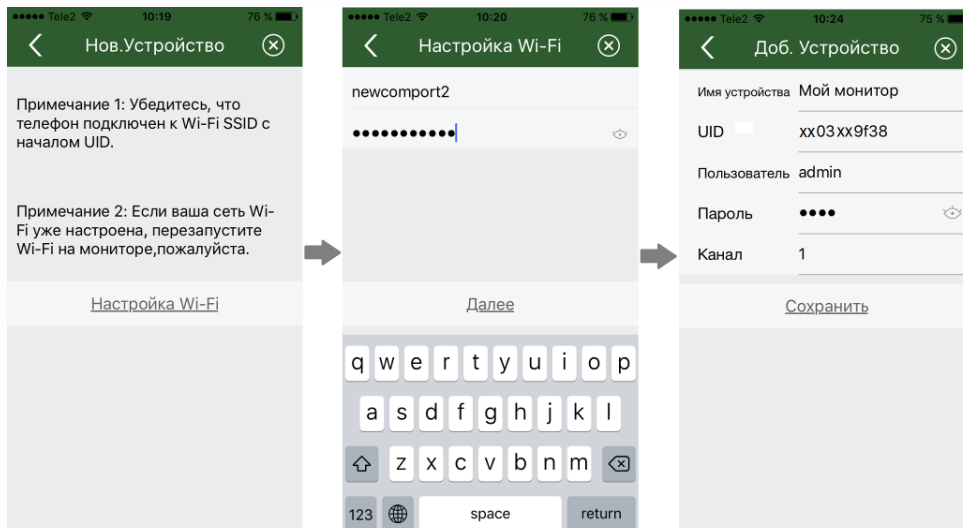 Tele2 10:19 76 %
Нов.Устройство
Примечание 1: Убедитесь, что
телефон подключен к Wi-Fi SSID с
началом UID.
Примечание 2: Если ваша сеть Wi-
Fi уже настроена, перезапустите
Wi-Fi на мониторе,пожалуйста.
Настройка Wi-Fi
Tele2 10:20 76 %
Настройка Wi-Fi
newcomport2
•••••••••••
Далее
q w e r t y u i o p
a s d f g h j k l
z x c v b n m
123 space return
Tele2 10:24 75 %
Доб. Устройство
Имя устройства Мой монитор
UID xx03xx9f38
Пользователь admin
Пароль ••••
Канал 1
Сохранить